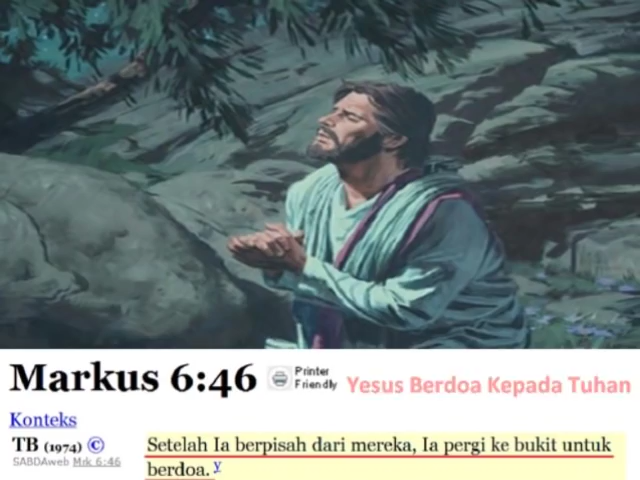 Markus 6:46
Printer
Friendly
Yesus Berdoa Kepada Tuhan
Konteks
TB (1974) ©
SABDAweb Mrk 6:46
Setelah Ia berpisah dari mereka, Ia pergi ke bukit untuk
berdoa. y